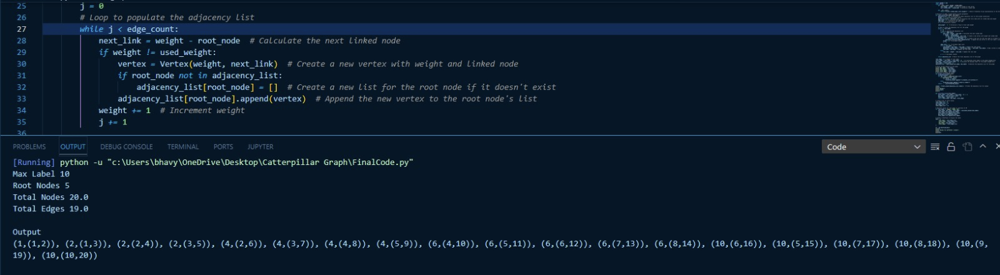 25 j = 0
26 # Loop to populate the adjacency list
27 while j < edge_count:
28 next_link = weight - root_node # Calculate the next linked node
29 if weight != used_weight:
30 vertex = Vertex(weight, next_link) # Create a new vertex with weight and linked node
31 if root_node not in adjacency_list:
32 adjacency_list[root_node] = [] # Create a new list for the root node if it doesn't exist
33 adjacency_list[root_node].append(vertex) # Append the new vertex to the root node's list
34 weight += 1 # Increment weight
35 j += 1
36
PROBLEMS OUTPUT DEBUG CONSOLE TERMINAL PORTS JUPYTER Code
[Running] python -u "c:\Users\bhavy\OneDrive\Desktop\Catterpillar Graph\FinalCode.py"
Max Label 10
Root Nodes 5
Total Nodes 20.0
Total Edges 19.0
Output
(1,(1,2)), (2,(1,3)), (2,(2,4)), (2,(3,5)), (4,(2,6)), (4,(3,7)), (4,(4,8)), (4,(5,9)), (6,(4,10)), (6,(5,11)), (6,(6,12)), (6,(7,13)), (6,(8,14)), (10,(6,16)), (10,(5,15)), (10,(7,17)), (10,(8,18)), (10,(9,
19)), (10,(10,20))